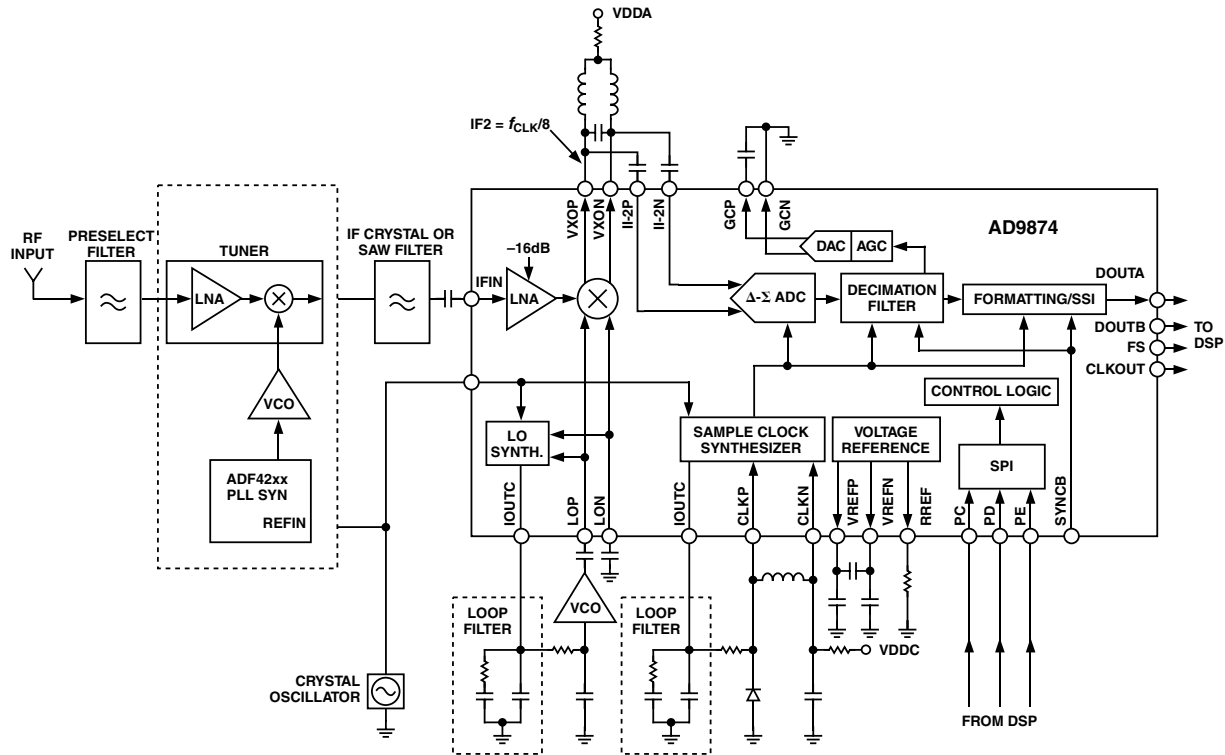 VDDA
IF2 = fCLK/8
VXOP
VXON
II-2P
II-2N
GCP
GCN
AD9874
RF
INPUT
PRESELECT
FILTER
TUNER
LNA
IF CRYSTAL OR
SAW FILTER
IFIN
–16dB
LNA
DAC
AGC
Δ-Σ ADC
DECIMATION
FILTER
FORMATTING/SSI
DOUTA
DOUTB
FS
CLKOUT
TO
DSP
VCO
ADF42xx
PLL SYN
REFIN
LO
SYNTH.
SAMPLE CLOCK
SYNTHESIZER
VOLTAGE
REFERENCE
CONTROL LOGIC
SPI
IOUTC
LOP
LON
IOUTC
CLKP
CLKN
VREFP
VREFN
RREF
PC
PD
PE
SYNCB
LOOP
FILTER
VCO
LOOP
FILTER
VDDC
CRYSTAL
OSCILLATOR
FROM DSP